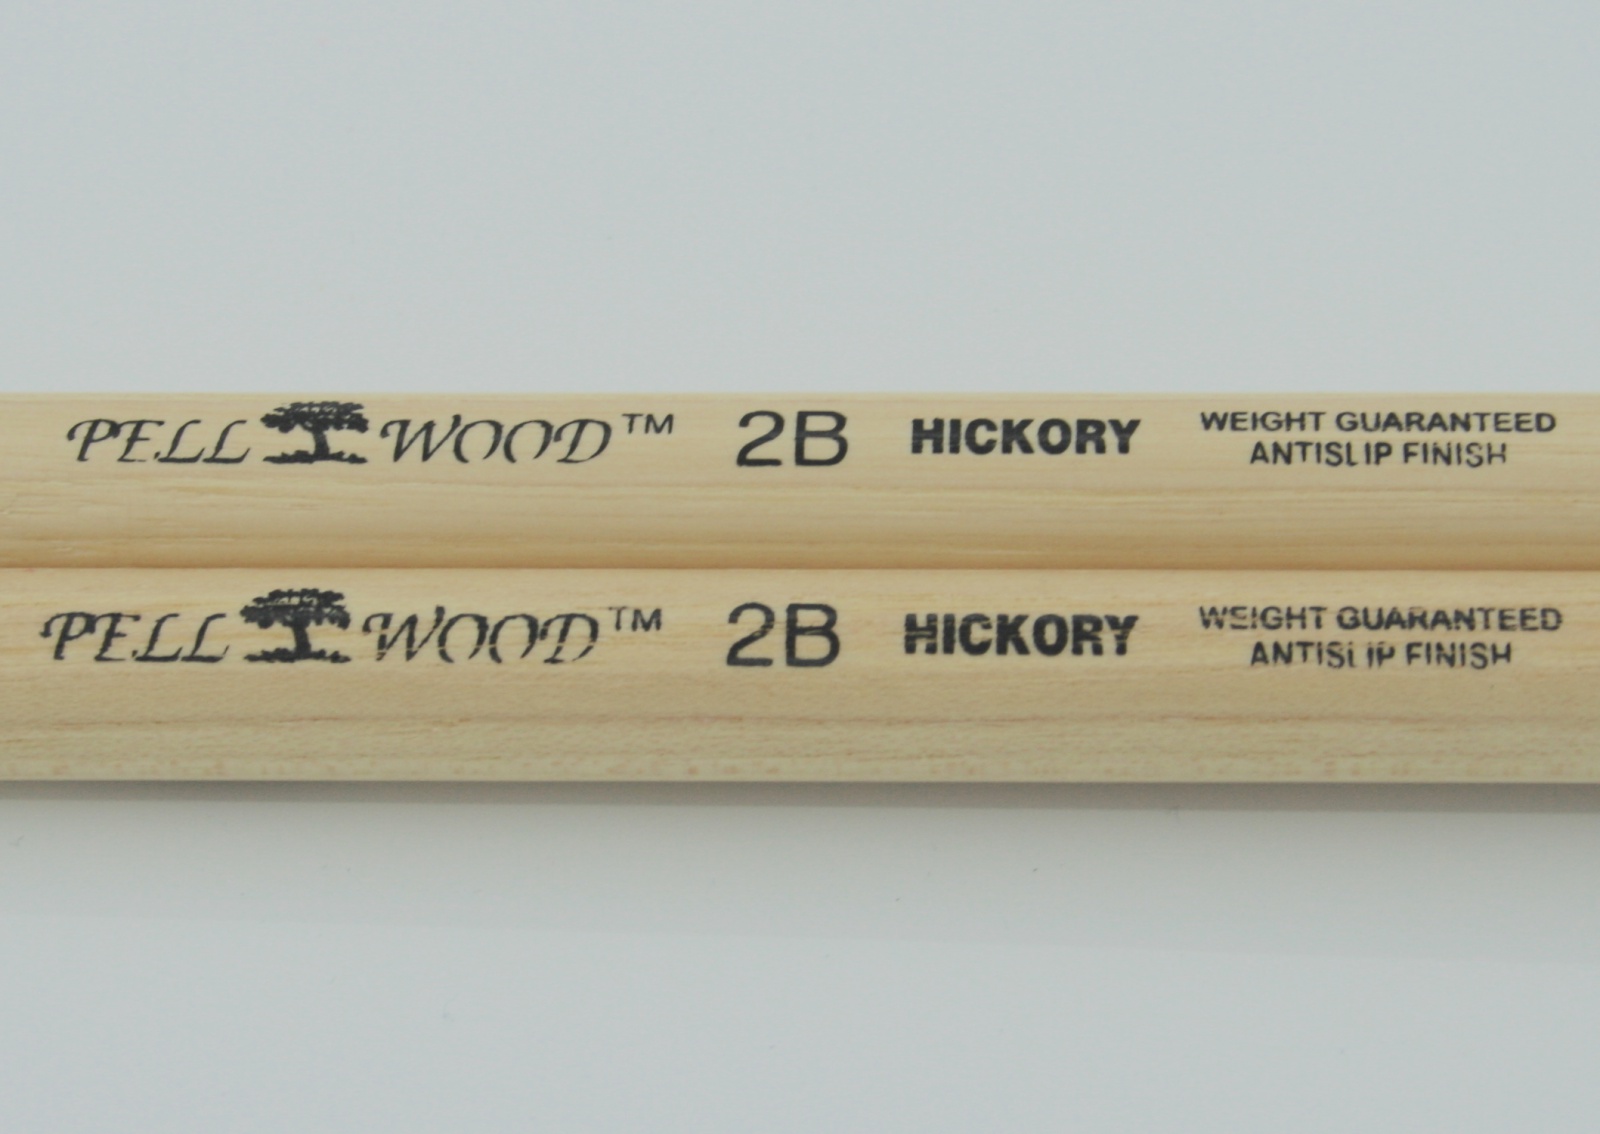 PELL WOOD™ 2B HICKORY WEIGHT GUARANTEED
ANTISLIP FINISH
PELL WOOD™ 2B HICKORY WEIGHT GUARANTEED
ANTISLIP FINISH